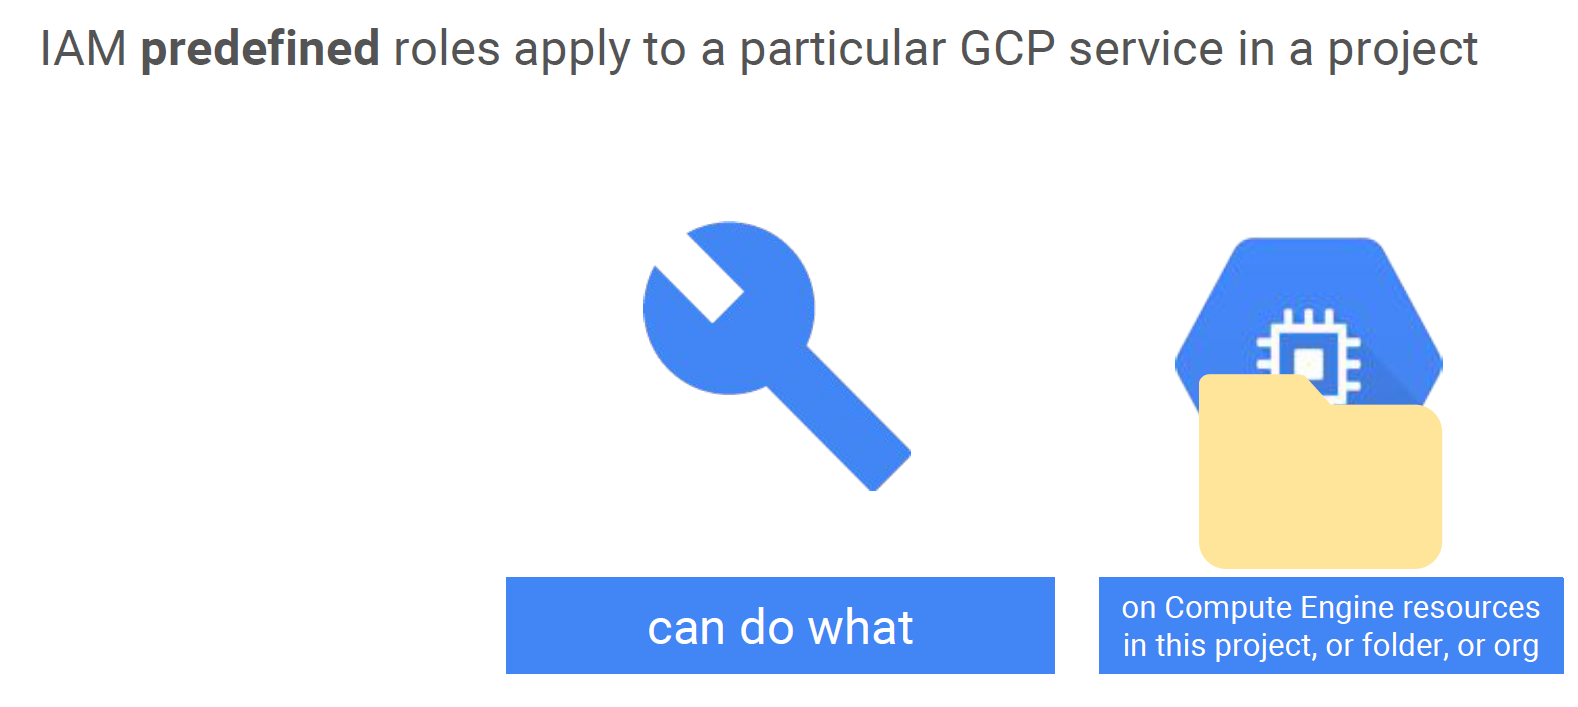 IAM predefined roles apply to a particular GCP service in a project
can do what
on Compute Engine resources
in this project, or folder, or org